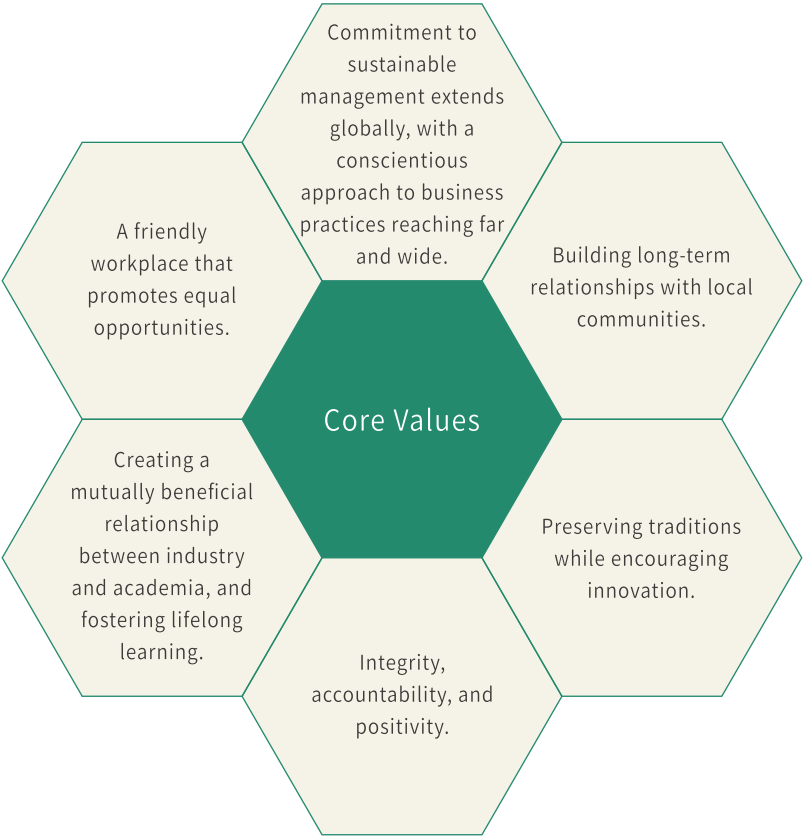 Commitment to
sustainable
management extends
globally, with a
conscientious
approach to business
practices reaching far
and wide.
A friendly
workplace that
promotes equal
opportunities.
Building long-term
relationships with local
communities.
Core Values
Creating a
mutually beneficial
relationship
between industry
and academia, and
fostering lifelong
learning.
Preserving traditions
while encouraging
innovation.
Integrity,
accountability, and
positivity.